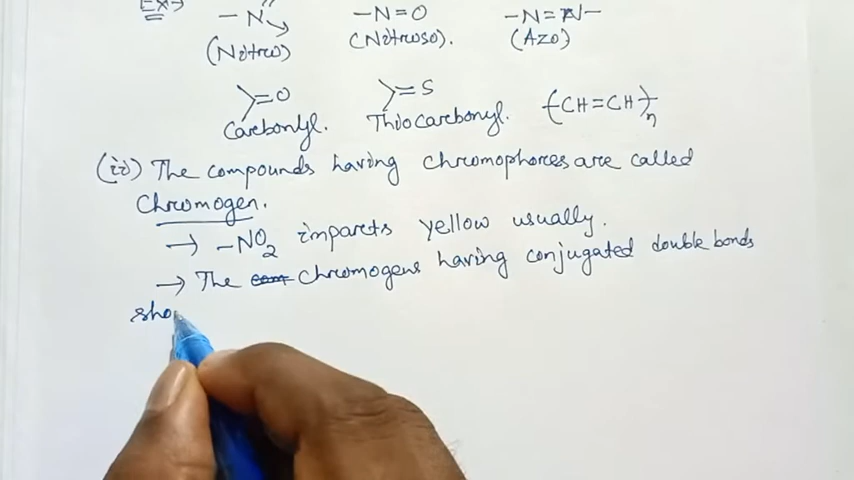 Ex→
-N -N=O -N=N-
(Nitro) (Nitroso). (Azo)
=O =S (CH=CH)n
Carbonyl. Thiocarbonyl.
(ii) The compounds having chromophores are called
Chromogen.
→ -NO2 imparts yellow usually.
→ The Chromogens having conjugated double bonds
sho